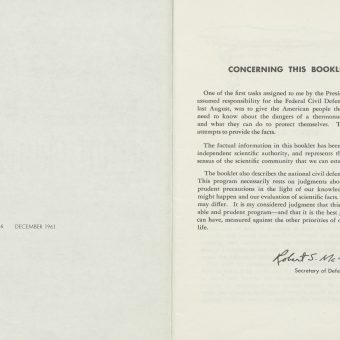 DECEMBER 1961
CONCERNING THIS BOOKL
One of the first tasks assigned to me by the Presi
assumed responsibility for the Federal Civil Defen
last August, was to give the American people the
need to know about the dangers of a thermonu
and what they can do to protect themselves. T
attempts to provide the facts.
The factual information in this booklet has been
independent scientific authority, and represents th
sensus of the scientific community that we can esta
The booklet also describes the national civil defens
This program necessarily rests on judgments abou
prudent precautions in the light of our knowled
might happen and our evaluation of scientific facts.
may differ. It is my considered judgment that this
able and prudent program—and that it is the best
can have, measured against the other priorities of o
life.
Robert S. Mc
Secretary of Defe